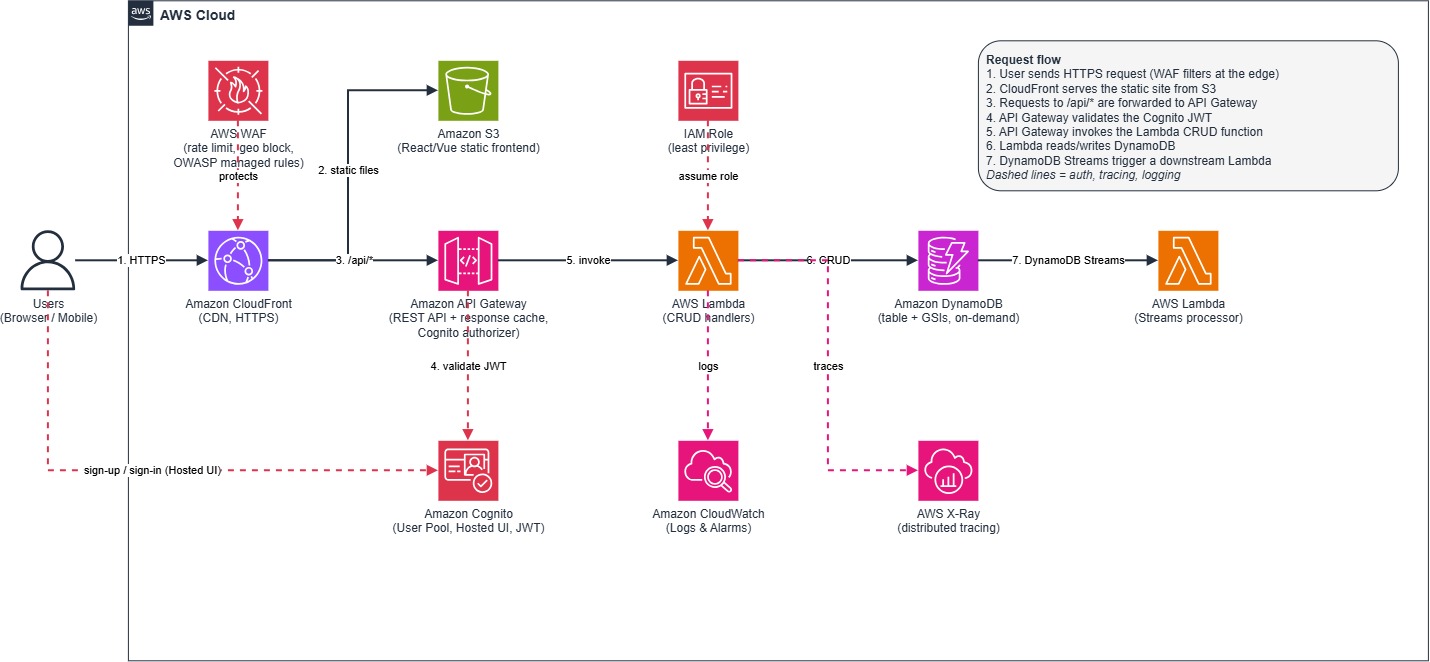 aws
AWS Cloud
Request flow
1. User sends HTTPS request (WAF filters at the edge)
2. CloudFront serves the static site from S3
3. Requests to /api/* are forwarded to API Gateway
4. API Gateway validates the Cognito JWT
5. API Gateway invokes the Lambda CRUD function
6. Lambda reads/writes DynamoDB
7. DynamoDB Streams trigger a downstream Lambda
Dashed lines = auth, tracing, logging
AWS WAF
(rate limit, geo block,
OWASP managed rules)
protects
Amazon S3
(React/Vue static frontend)
2. static files
IAM Role
(least privilege)
assume role
Users
(Browser / Mobile)
1. HTTPS
Amazon CloudFront
(CDN, HTTPS)
3. /api/*
Amazon API Gateway
(REST API + response cache,
Cognito authorizer)
5. invoke
AWS Lambda
(CRUD handlers)
6. CRUD
Amazon DynamoDB
(table + GSIs, on-demand)
7. DynamoDB Streams
AWS Lambda
(Streams processor)
4. validate JWT
logs
traces
sign-up / sign-in (Hosted UI)
Amazon Cognito
(User Pool, Hosted UI, JWT)
Amazon CloudWatch
(Logs & Alarms)
AWS X-Ray
(distributed tracing)